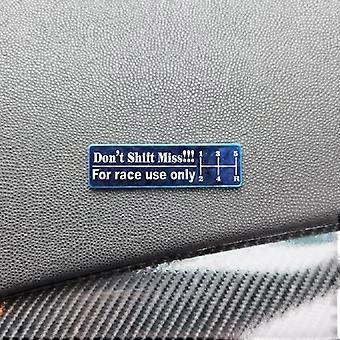 Don't Shift Miss!!!
For race use only
1 3 5
2 4 R